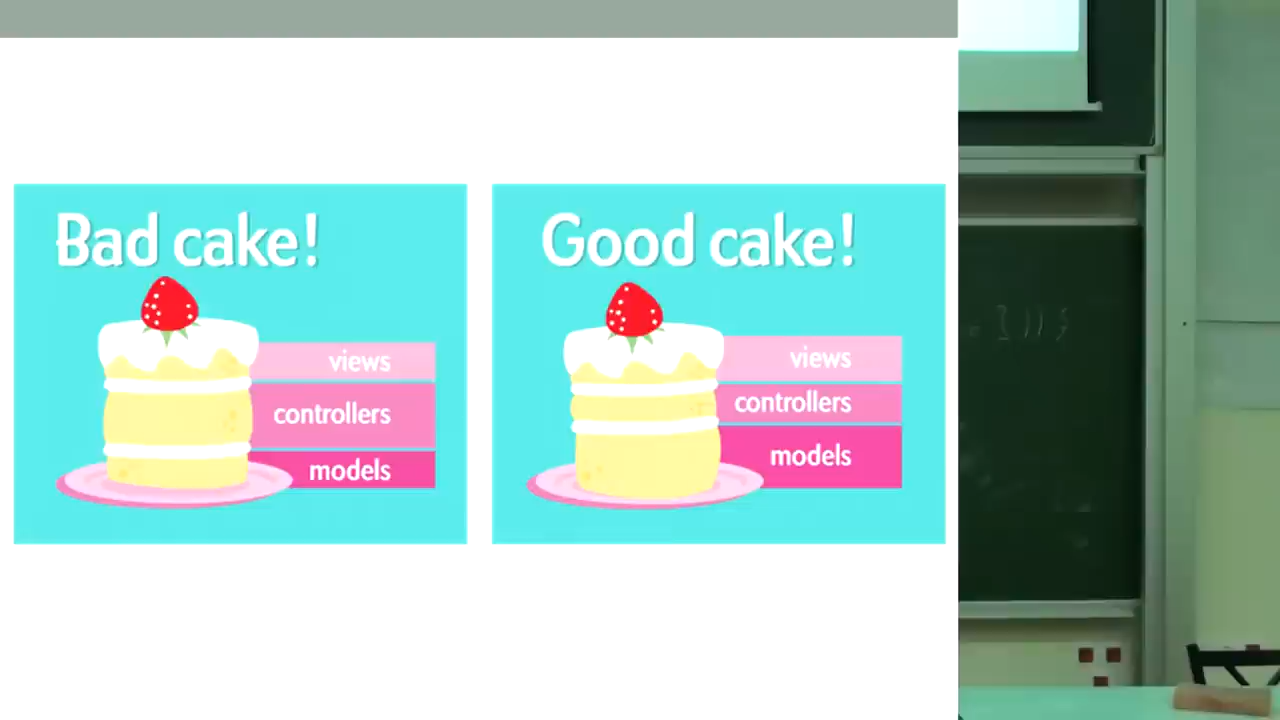 Bad cake!
views
controllers
models
Good cake!
views
controllers
models